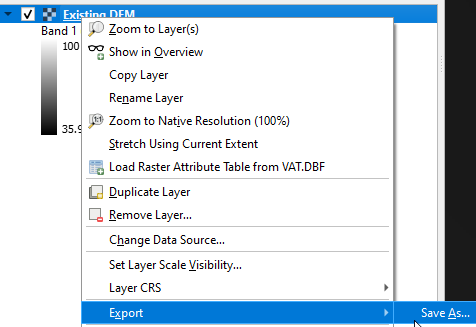 Existing DEM
Band 1
100
35.9
Zoom to Layer(s)
Show in Overview
Copy Layer
Rename Layer
Zoom to Native Resolution (100%)
Stretch Using Current Extent
Load Raster Attribute Table from VAT.DBF
Duplicate Layer
Remove Layer...
Change Data Source...
Set Layer Scale Visibility...
Layer CRS
Export
Save As...